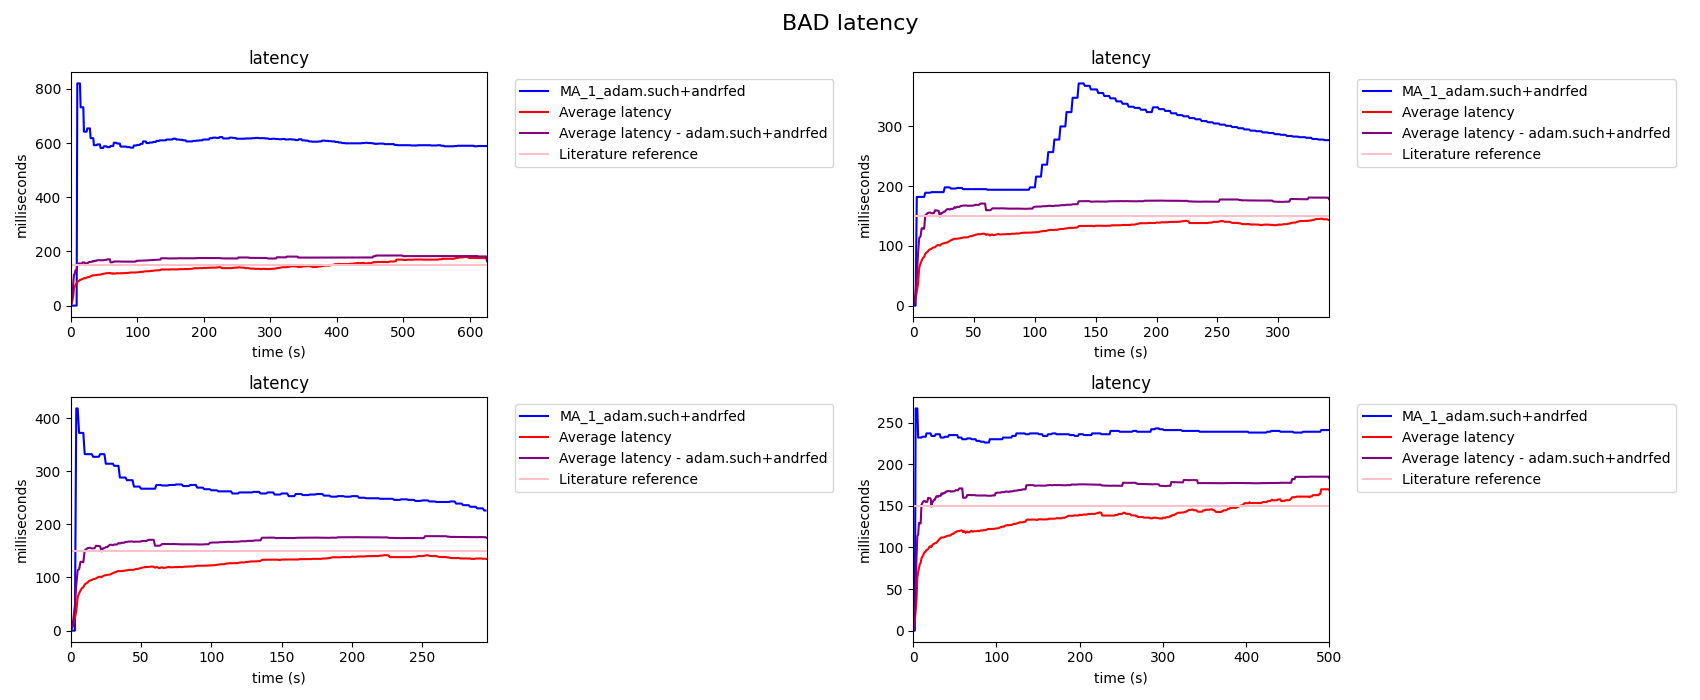 BAD latency
latency
milliseconds
800
600
400
200
0
0 100 200 300 400 500 600
time (s)
MA_1_adam.such+andrfed
Average latency
Average latency - adam.such+andrfed
Literature reference
latency
milliseconds
300
200
100
0
0 50 100 150 200 250 300
time (s)
MA_1_adam.such+andrfed
Average latency
Average latency - adam.such+andrfed
Literature reference
latency
milliseconds
400
300
200
100
0
0 50 100 150 200 250
time (s)
MA_1_adam.such+andrfed
Average latency
Average latency - adam.such+andrfed
Literature reference
latency
milliseconds
250
200
150
100
50
0
0 100 200 300 400 500
time (s)
MA_1_adam.such+andrfed
Average latency
Average latency - adam.such+andrfed
Literature reference